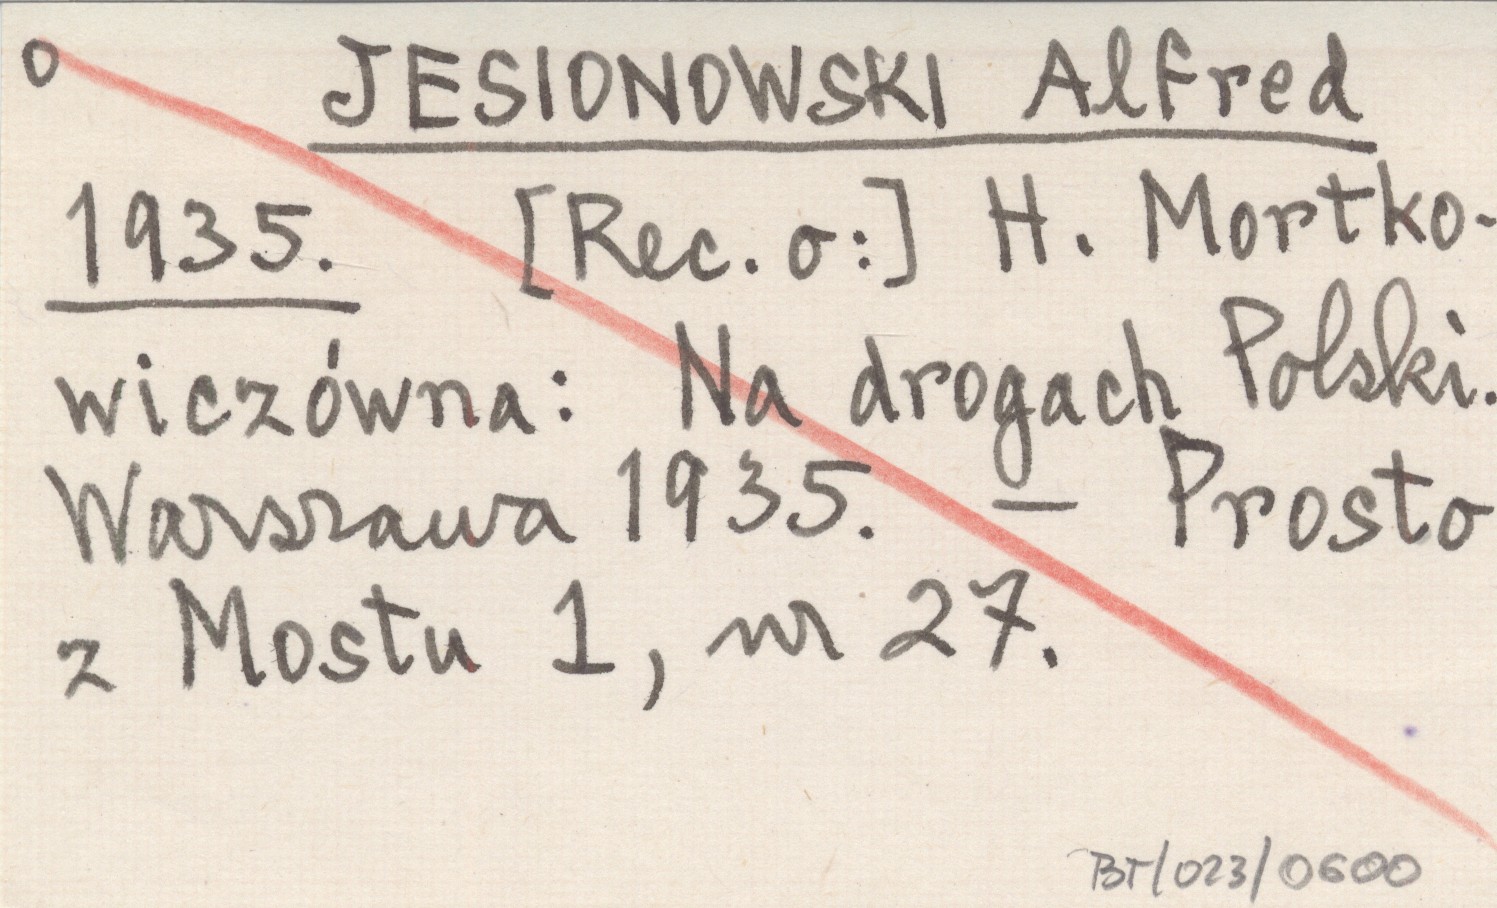 o JESIONOWSKI Alfred
1935. [Rec. o:] H. Mortko-
wiczówna: Na drogach Polski.
Warszawa 1935. — Prosto
z Mostu 1, nr 27.
BT/023/0600